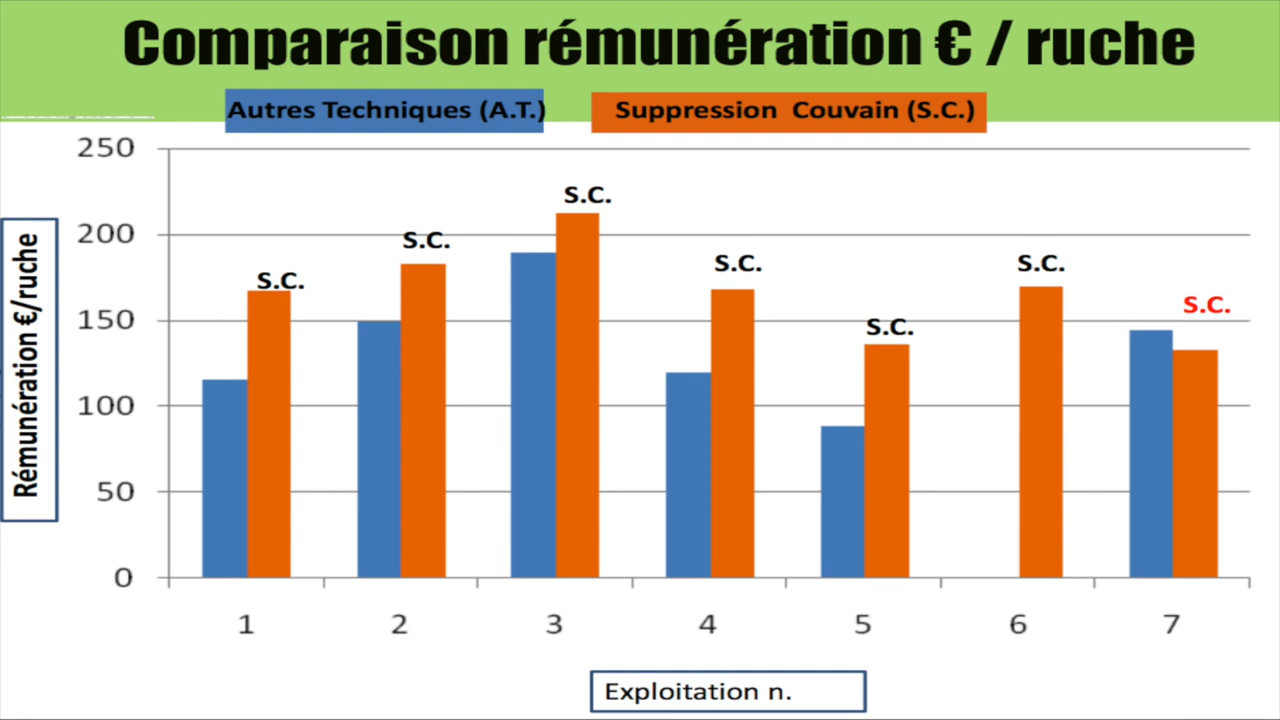 Comparaison rémunération € / ruche
Autres Techniques (A.T.)
Suppression Couvain (S.C.)
250
200
150
100
50
0
Rémunération €/ruche
S.C.
S.C.
S.C.
S.C.
S.C.
S.C.
S.C.
1 2 3 4 5 6 7
Exploitation n.